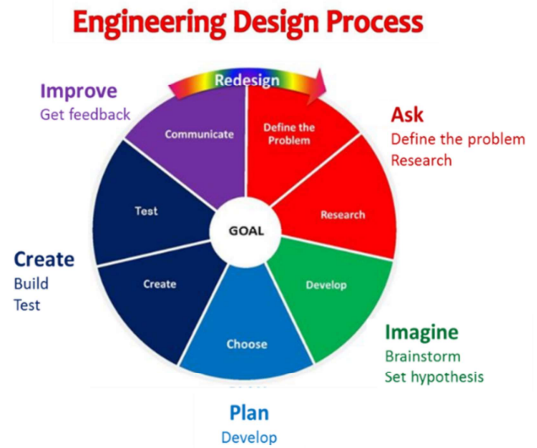 Engineering Design Process
Redesign
Improve
Get feedback
Communicate
Define the
Problem
Ask
Define the problem
Research
Test
Research
GOAL
Create
Build
Test
Create
Develop
Imagine
Brainstorm
Set hypothesis
Choose
Plan
Develop